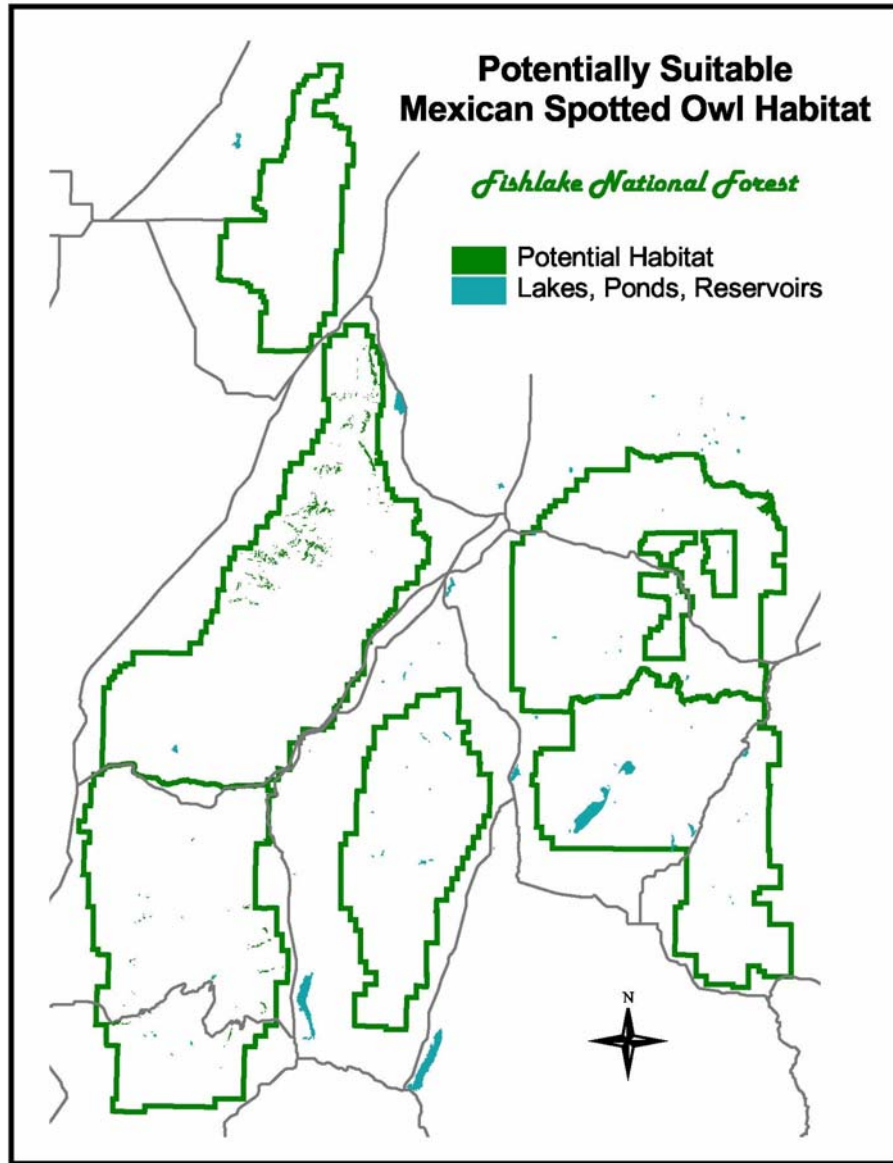 Potentially Suitable
Mexican Spotted Owl Habitat
Fishlake National Forest
Potential Habitat
Lakes, Ponds, Reservoirs
N